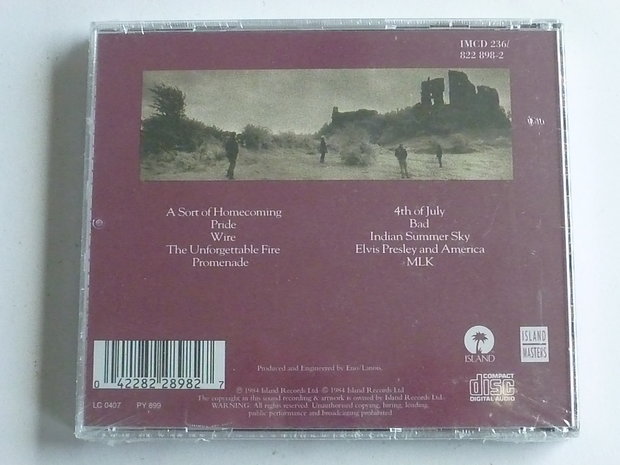 IMCD 236/
822 898-2
A Sort of Homecoming
Pride
Wire
The Unforgettable Fire
Promenade
4th of July
Bad
Indian Summer Sky
Elvis Presley and America
MLK
ISLAND
ISLAND
MASTERS
Produced and Engineered by Eno/Lanois.
0 42282 28982 7
LC 0407 PY 899
℗ 1984 Island Records Ltd © 1984 Island Records Ltd
The copyright in this sound recording & artwork is owned by Island Records Ltd
WARNING: All rights reserved. Unauthorised copying, hiring, lending,
public performance and broadcasting prohibited
COMPACT
disc
DIGITAL AUDIO